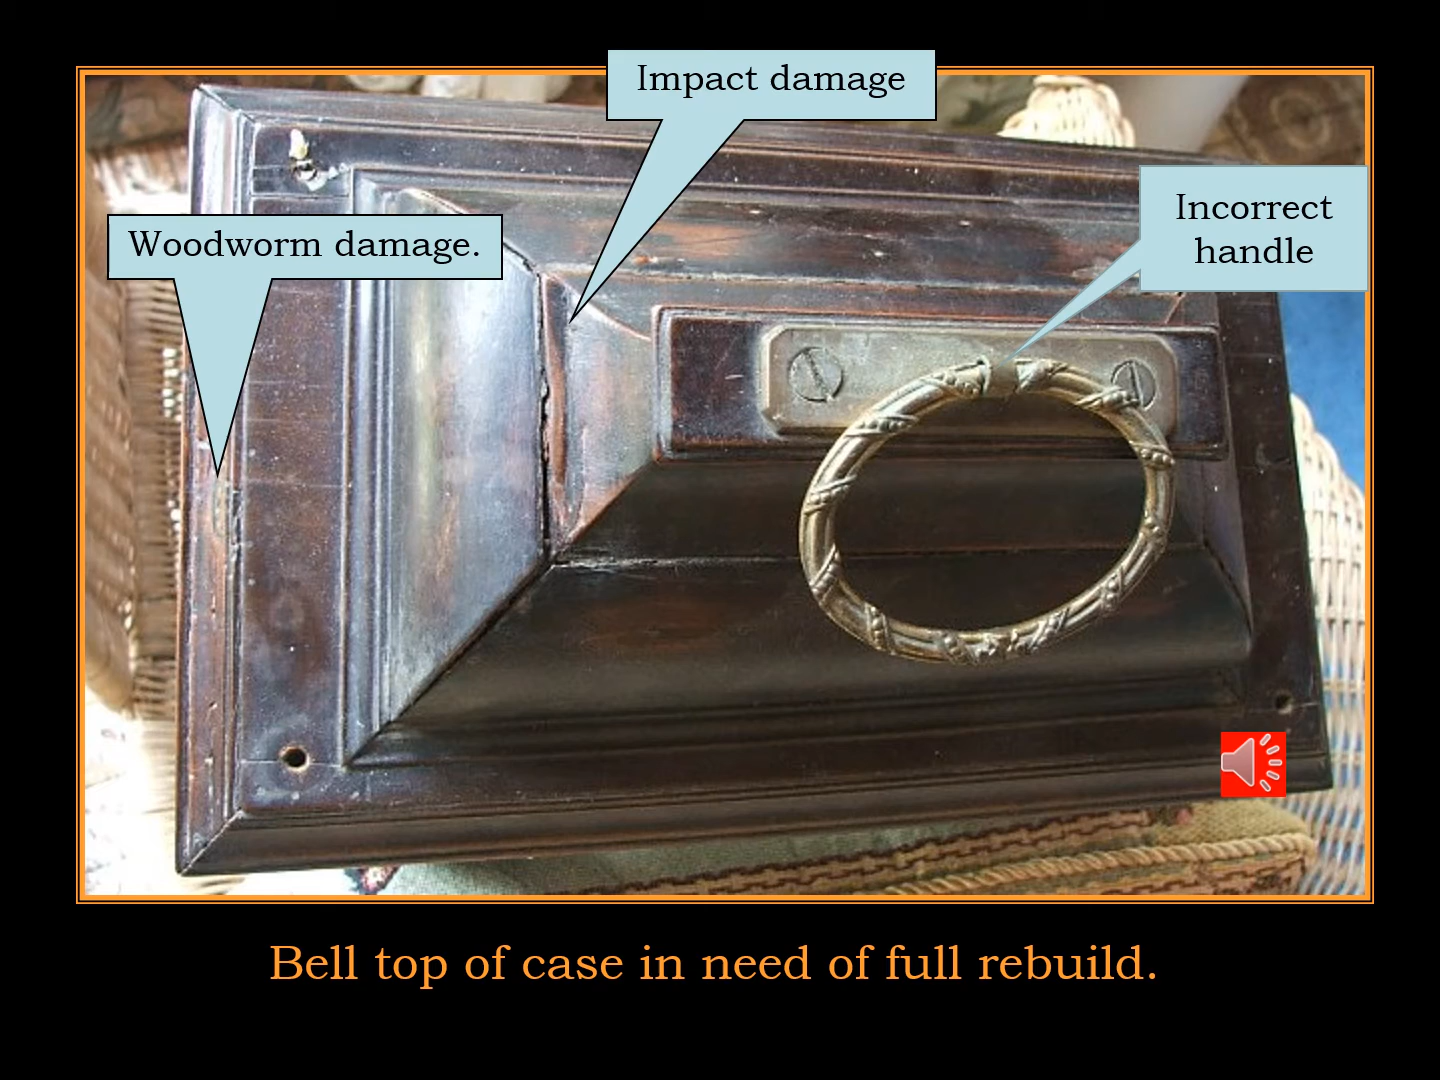 Impact damage
Incorrect
handle
Woodworm damage.
Bell top of case in need of full rebuild.